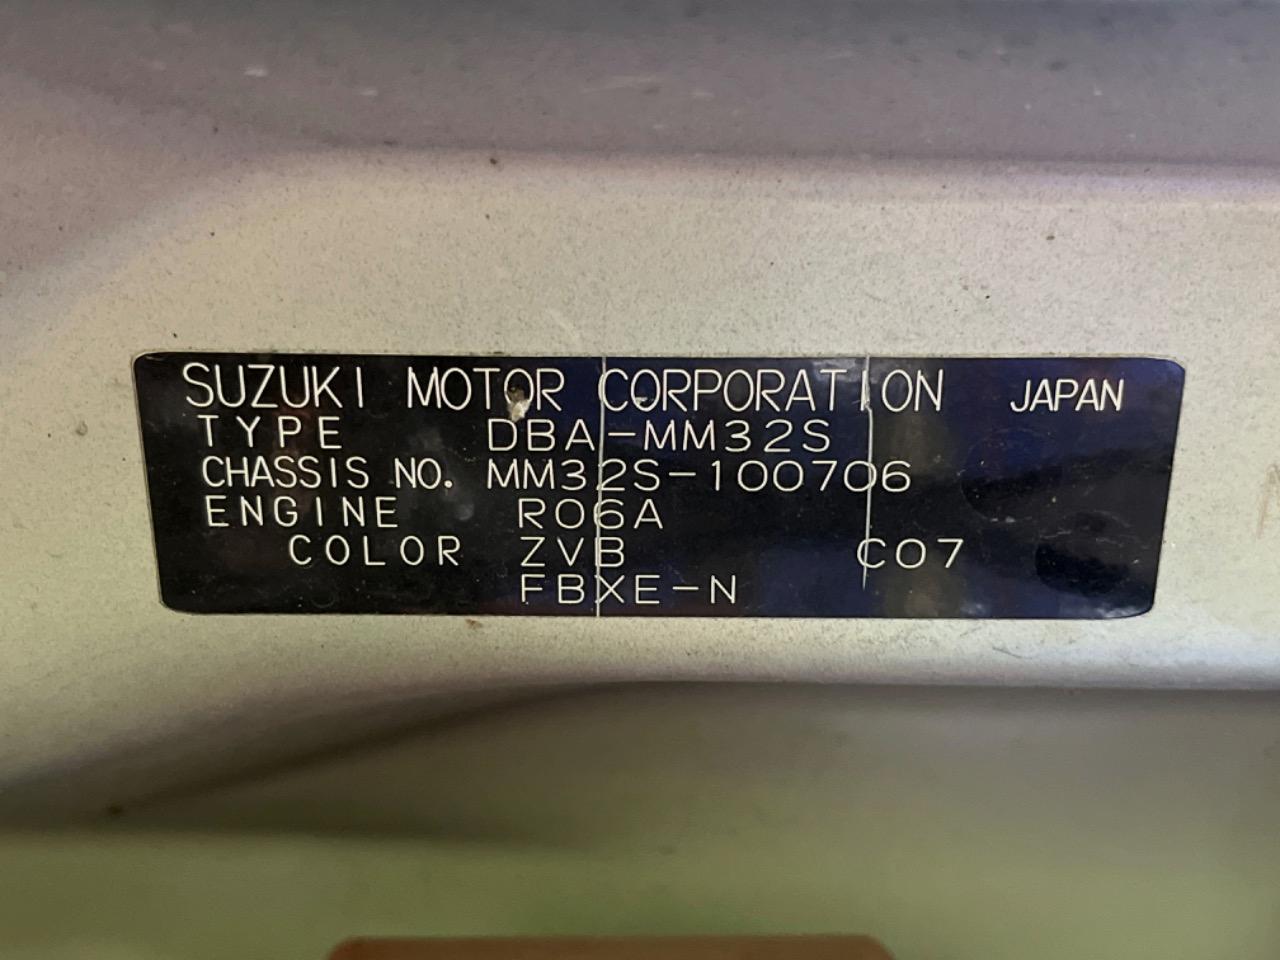 SUZUKI MOTOR CORPORATION JAPAN
TYPE DBA-MM32S
CHASSIS NO. MM32S-100706
ENGINE R06A
COLOR ZVB C07
FBXE-N